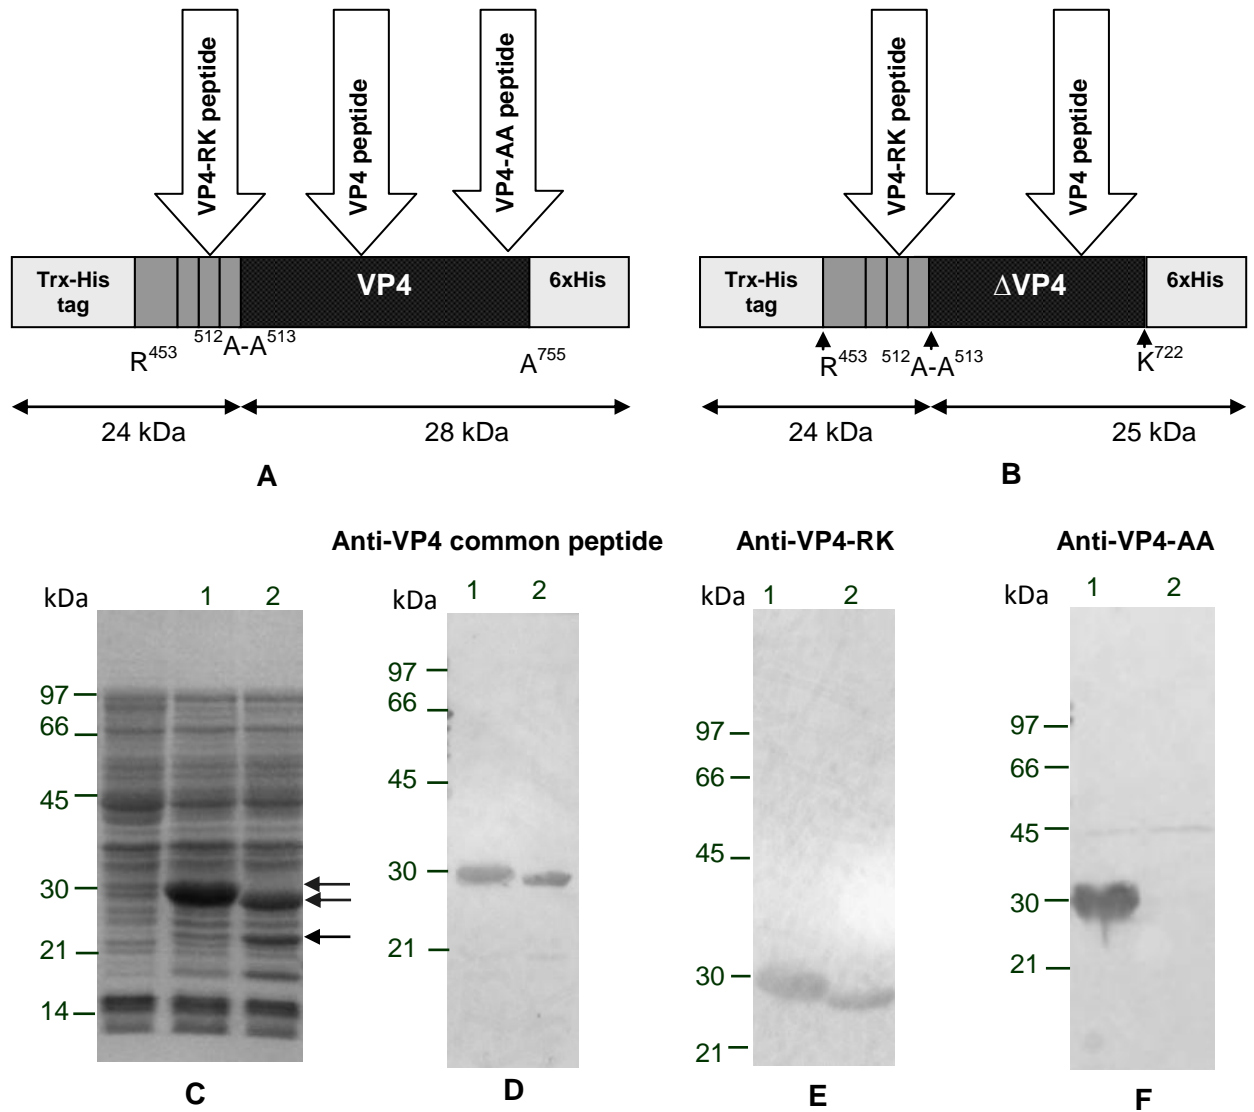 VP4-RK peptide
VP4 peptide
VP4-AA peptide
VP4-RK peptide
VP4 peptide
Trx-His
tag
VP4
6xHis
Trx-His
tag
ΔVP4
6xHis
R453
512A-A513
A755
R453
512A-A513
K722
24 kDa
28 kDa
24 kDa
25 kDa
A
B
Anti-VP4 common peptide
Anti-VP4-RK
Anti-VP4-AA
kDa
1
2
97
66
45
30
21
14
C
kDa
1
2
97
66
45
30
21
D
kDa
1
2
97
66
45
30
21
E
kDa
1
2
97
66
45
30
21
F